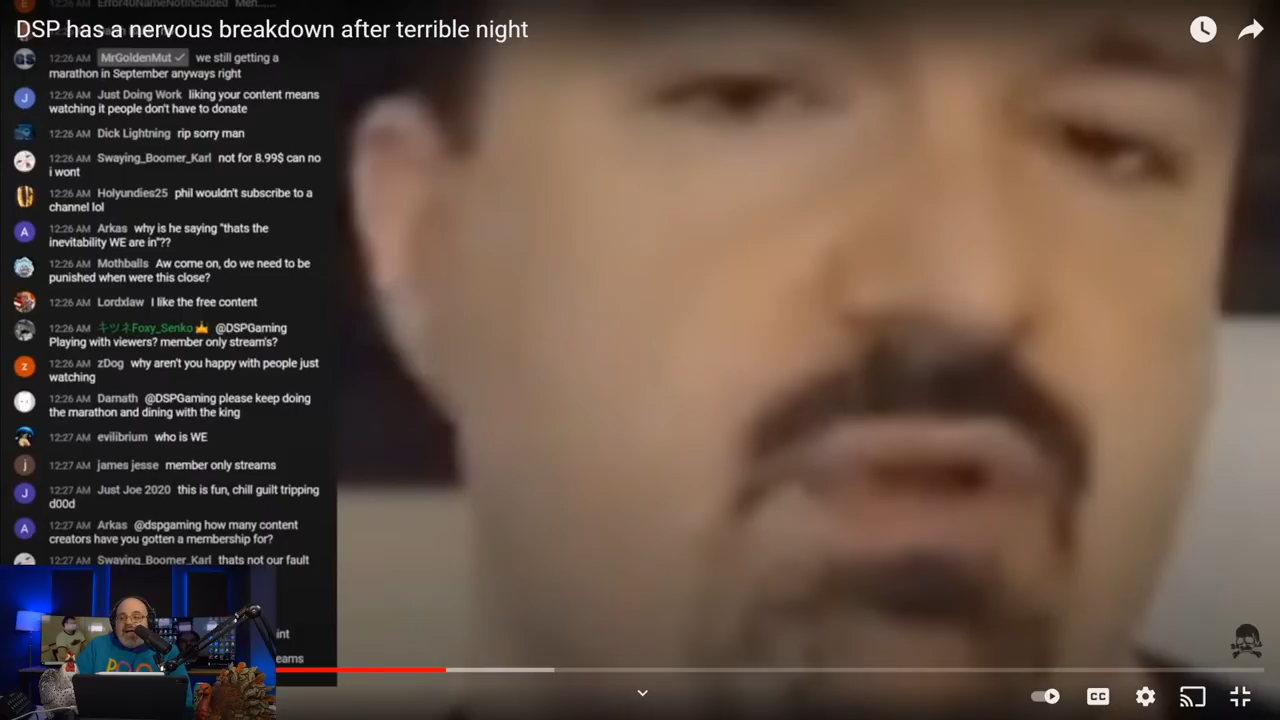 DSP has a nervous breakdown after terrible night
12:26 AM MrGoldenMut ✓ we still getting a
marathon in September anyways right
J 12:26 AM Just Doing Work liking your content means
watching it people don't have to donate
12:26 AM Dick Lightning rip sorry man
12:26 AM Swaying_Boomer_Karl not for 8.99$ can no
i wont
12:26 AM Holyundies25 phil wouldn't subscribe to a
channel lol
A 12:26 AM Arkas why is he saying "thats the
inevitability WE are in"??
12:26 AM Mothballs Aw come on, do we need to be
punished when were this close?
12:26 AM Lordxlaw I like the free content
12:26 AM キツネFoxy_Senko @DSPGaming
Playing with viewers? member only stream's?
z 12:26 AM zDog why aren't you happy with people just
watching
12:26 AM Darnath @DSPGaming please keep doing
the marathon and dining with the king
12:27 AM evilibrium who is WE
j 12:27 AM james jesse member only streams
J 12:27 AM Just Joe 2020 this is fun, chill guilt tripping
d00d
A 12:27 AM Arkas @dspgaming how many content
creators have you gotten a membership for?
12:27 AM Swaying_Boomer_Karl thats not our fault
CC